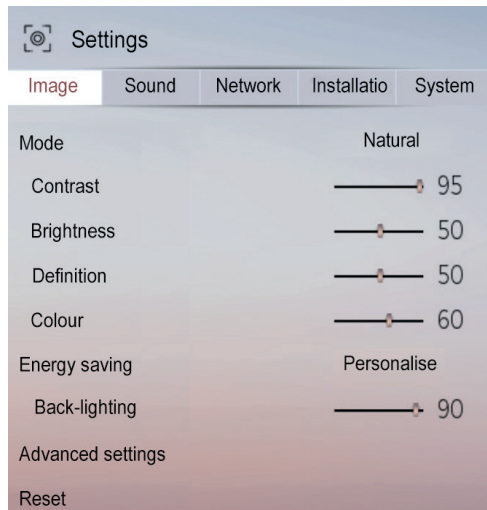 Settings
Image Sound Network Installatio System
Mode Natural
Contrast 95
Brightness 50
Definition 50
Colour 60
Energy saving Personalise
Back-lighting 90
Advanced settings
Reset